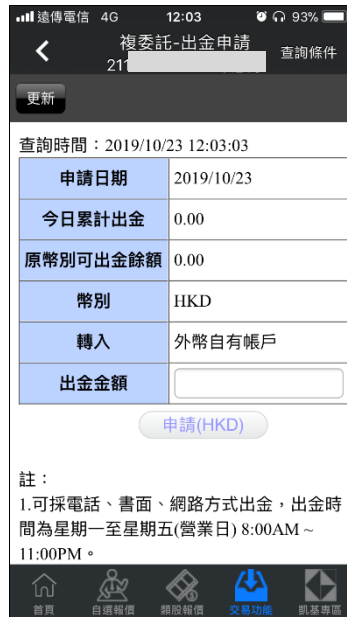 遠傳電信 4G 12:03 93%
複委託-出金申請
211
查詢條件
更新
查詢時間：2019/10/23 12:03:03
申請日期 2019/10/23
今日累計出金 0.00
原幣別可出金餘額 0.00
幣別 HKD
轉入 外幣自有帳戶
出金金額
申請(HKD)
註：
1.可採電話、書面、網路方式出金，出金時
間為星期一至星期五(營業日) 8:00AM ~
11:00PM。
首頁 自選報價 類股報價 交易功能 凱基專區